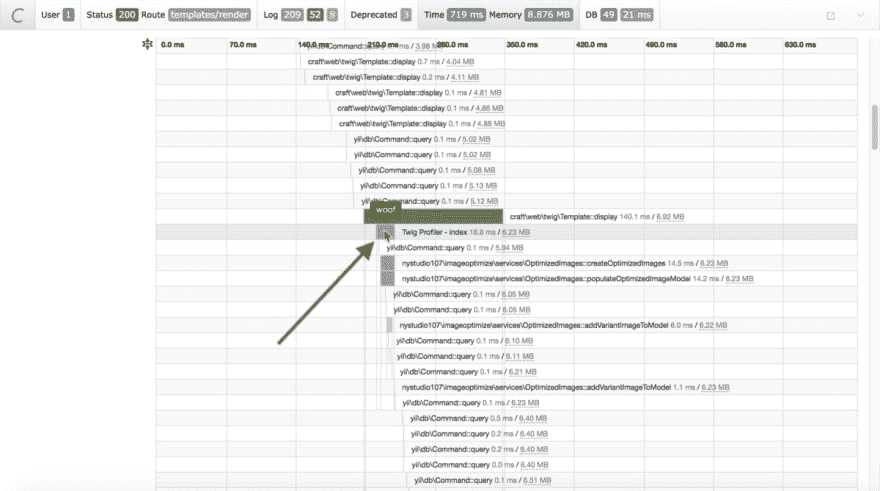 C User 1 Status 200 Route templates/render Log 209 52 8 Deprecated 3 Time 719 ms Memory 8.876 MB DB 49 21 ms
0.0 ms 70.0 ms 140.0 ms 210.0 ms 280.0 ms 350.0 ms 420.0 ms 490.0 ms 560.0 ms 630.0 ms
3.98 MB
craft\web\twig\Template::display 0.7 ms / 4.04 MB
craft\web\twig\Template::display 0.2 ms / 4.11 MB
craft\web\twig\Template::display 0.1 ms / 4.81 MB
craft\web\twig\Template::display 0.1 ms / 4.86 MB
craft\web\twig\Template::display 0.1 ms / 4.88 MB
yii\db\Command::query 0.1 ms / 5.02 MB
yii\db\Command::query 0.1 ms / 5.02 MB
yii\db\Command::query 0.1 ms / 5.08 MB
yii\db\Command::query 0.1 ms / 5.13 MB
yii\db\Command::query 0.1 ms / 5.12 MB
woof
craft\web\twig\Template::display 140.1 ms / 6.92 MB
Twig Profiler - index 16.8 ms / 6.23 MB
yii\db\Command::query 0.1 ms / 5.94 MB
nystudio107\imageoptimize\services\OptimizedImages::createOptimizedImages 14.5 ms / 6.23 MB
nystudio107\imageoptimize\services\OptimizedImages::populateOptimizedImageModel 14.2 ms / 6.23 MB
yii\db\Command::query 0.1 ms / 6.05 MB
yii\db\Command::query 0.1 ms / 6.05 MB
nystudio107\imageoptimize\services\OptimizedImages::addVariantImageToModel 6.0 ms / 6.22 MB
yii\db\Command::query 0.1 ms / 6.10 MB
yii\db\Command::query 0.1 ms / 6.11 MB
yii\db\Command::query 0.1 ms / 6.21 MB
nystudio107\imageoptimize\services\OptimizedImages::addVariantImageToModel 1.1 ms / 6.23 MB
yii\db\Command::query 0.1 ms / 6.23 MB
yii\db\Command::query 0.5 ms / 6.40 MB
yii\db\Command::query 0.2 ms / 6.40 MB
yii\db\Command::query 0.2 ms / 6.40 MB
yii\db\Command::query 0.0 ms / 6.40 MB
yii\db\Command::query 0.1 ms / 6.51 MB